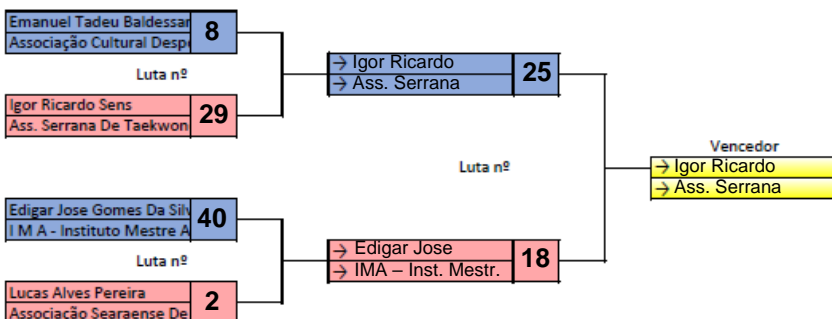 Emanuel Tadeu Baldessar
Associação Cultural Despo
8
Luta nº
Igor Ricardo Sens
Ass. Serrana De Taekwon
29
→ Igor Ricardo
→ Ass. Serrana
25
Luta nº
Vencedor
→ Igor Ricardo
→ Ass. Serrana
Edigar Jose Gomes Da Silv
I M A - Instituto Mestre A
40
Luta nº
Lucas Alves Pereira
Associação Searaense De
2
→ Edigar Jose
→ IMA – Inst. Mestr.
18